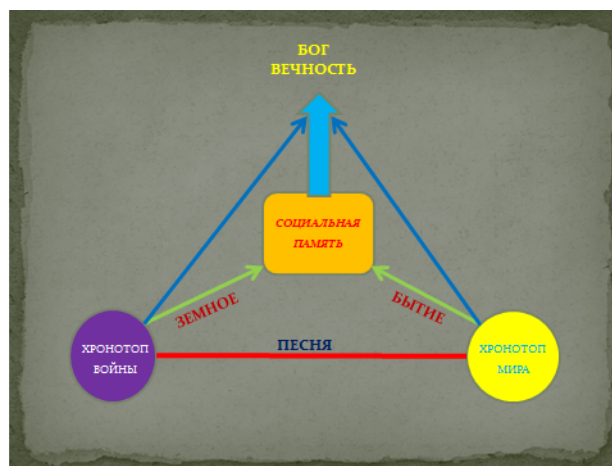 БОГ
ВЕЧНОСТЬ
СОЦИАЛЬНАЯ
ПАМЯТЬ
ЗЕМНОЕ
БЫТИЕ
ХРОНОТОП
ВОЙНЫ
ПЕСНЯ
ХРОНОТОП
МИРА